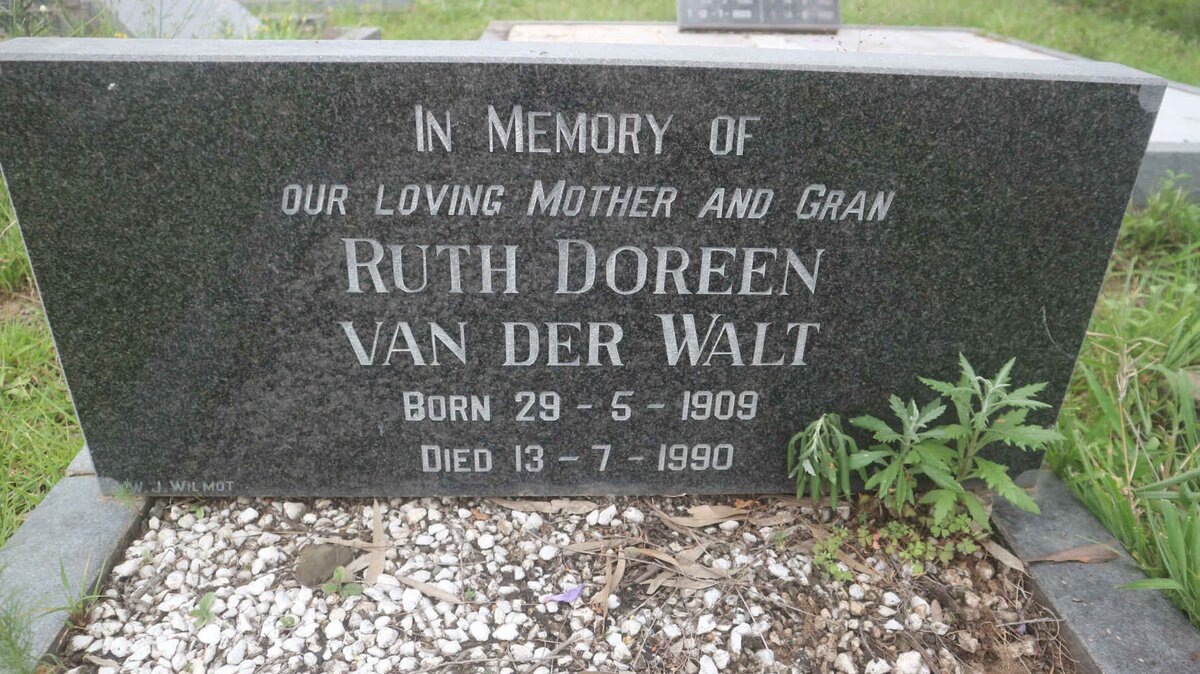 IN MEMORY OF
OUR LOVING MOTHER AND GRAN
RUTH DOREEN
VAN DER WALT
BORN 29 - 5 - 1909
DIED 13 - 7 - 1990
W. J. WILMOT